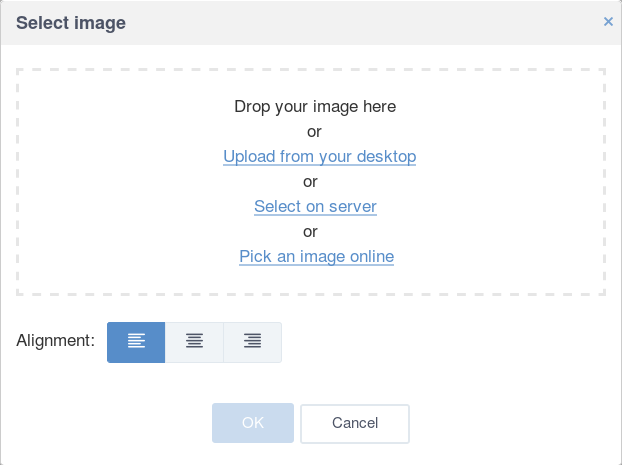 Select image
×
Drop your image here
or
Upload from your desktop
or
Select on server
or
Pick an image online
Alignment:
OK Cancel